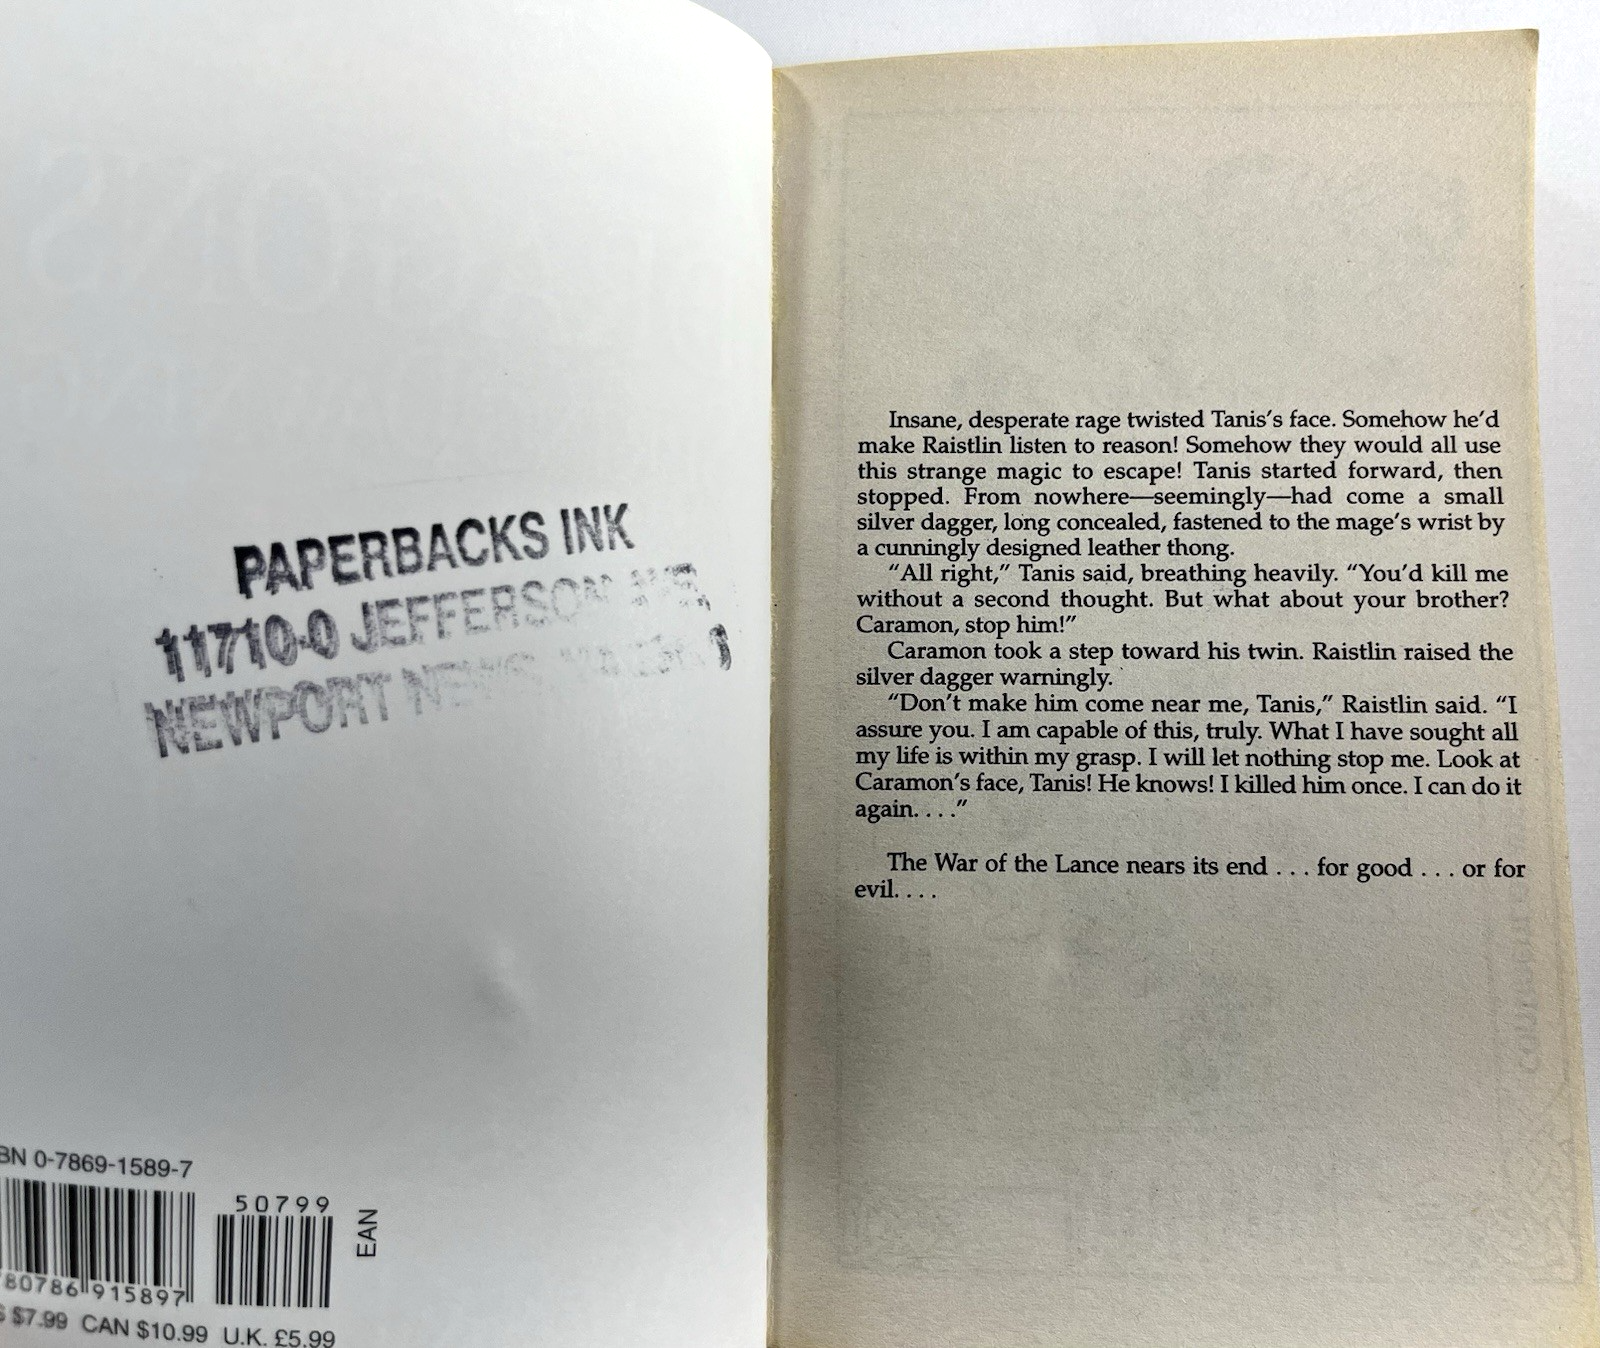 PAPERBACKS INK
11710-0 JEFFERSON AVE
NEWPORT NEWS,
BN 0-7869-1589-7
50799
EAN
80786 915897
$7.99 CAN $10.99 U.K. £5.99
Insane, desperate rage twisted Tanis’s face. Somehow he’d
make Raistlin listen to reason! Somehow they would all use
this strange magic to escape! Tanis started forward, then
stopped. From nowhere—seemingly—had come a small
silver dagger, long concealed, fastened to the mage’s wrist by
a cunningly designed leather thong.
“All right,” Tanis said, breathing heavily. “You’d kill me
without a second thought. But what about your brother?
Caramon, stop him!”
Caramon took a step toward his twin. Raistlin raised the
silver dagger warningly.
“Don’t make him come near me, Tanis,” Raistlin said. “I
assure you. I am capable of this, truly. What I have sought all
my life is within my grasp. I will let nothing stop me. Look at
Caramon’s face, Tanis! He knows! I killed him once. I can do it
again. . . .”
The War of the Lance nears its end . . . for good . . . or for
evil. . . .